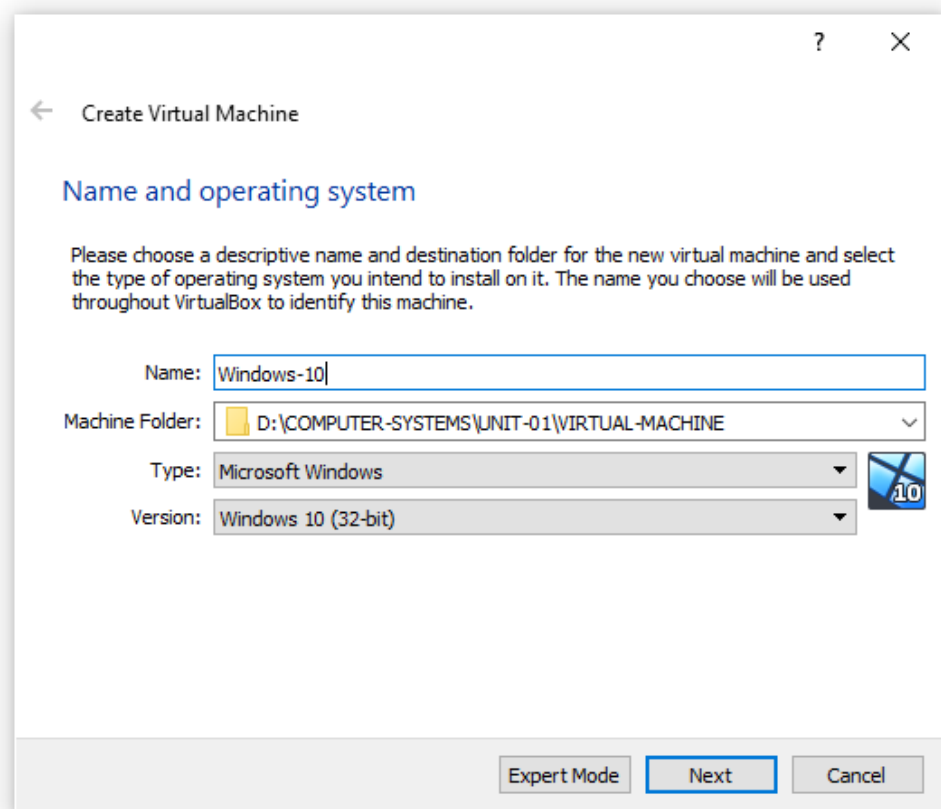 ?
Create Virtual Machine
Name and operating system
Please choose a descriptive name and destination folder for the new virtual machine and select
the type of operating system you intend to install on it. The name you choose will be used
throughout VirtualBox to identify this machine.
Name: Windows-10
Machine Folder: D:\COMPUTER-SYSTEMS\UNIT-01\VIRTUAL-MACHINE
Type: Microsoft Windows
10
Version: Windows 10 (32-bit)
Expert Mode Next Cancel